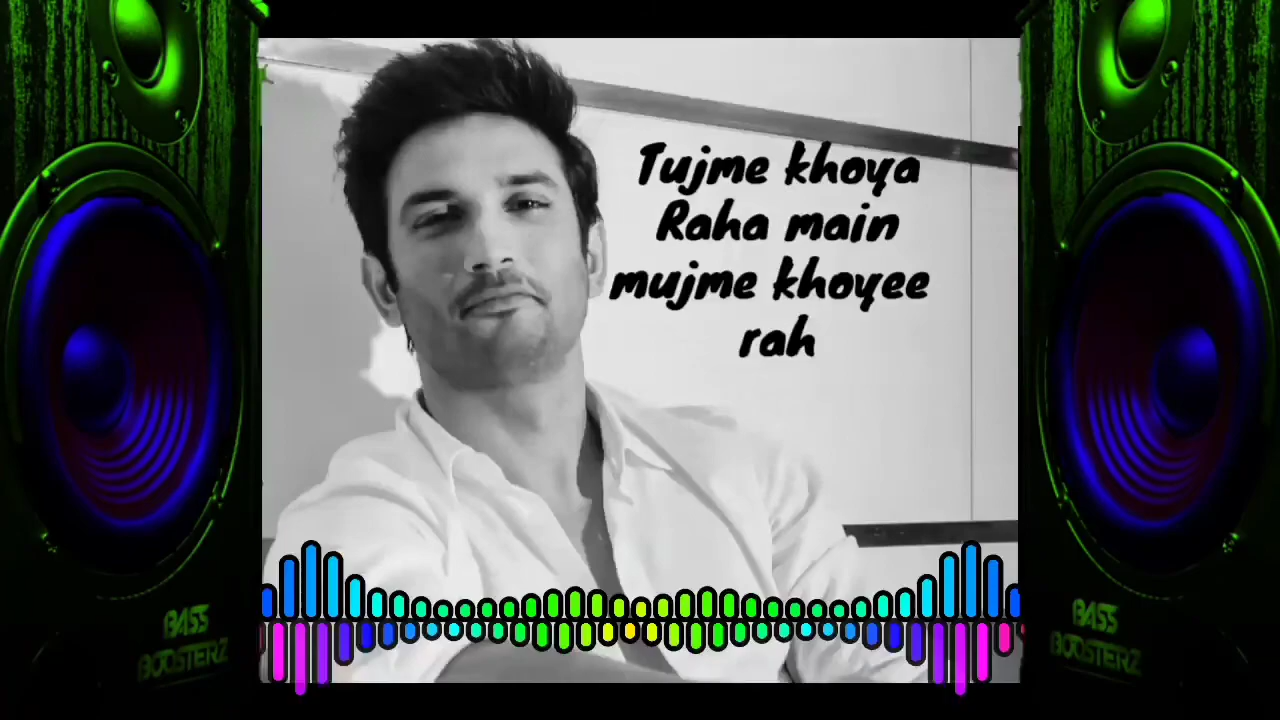 Tujme khoya
Raha main
mujme khoyee
rah
BASS
BOOSTERZ
BASS
BOOSTERZ